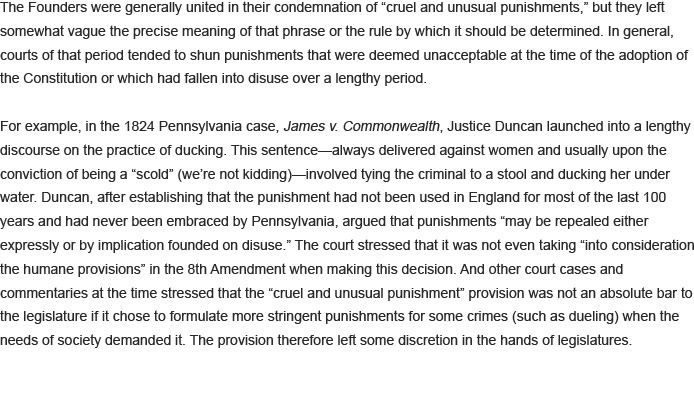 The Founders were generally united in their condemnation of “cruel and unusual punishments,” but they left
somewhat vague the precise meaning of that phrase or the rule by which it should be determined. In general,
courts of that period tended to shun punishments that were deemed unacceptable at the time of the adoption of
the Constitution or which had fallen into disuse over a lengthy period.
For example, in the 1824 Pennsylvania case, James v. Commonwealth, Justice Duncan launched into a lengthy
discourse on the practice of ducking. This sentence—always delivered against women and usually upon the
conviction of being a “scold” (we’re not kidding)—involved tying the criminal to a stool and ducking her under
water. Duncan, after establishing that the punishment had not been used in England for most of the last 100
years and had never been embraced by Pennsylvania, argued that punishments “may be repealed either
expressly or by implication founded on disuse.” The court stressed that it was not even taking “into consideration
the humane provisions” in the 8th Amendment when making this decision. And other court cases and
commentaries at the time stressed that the “cruel and unusual punishment” provision was not an absolute bar to
the legislature if it chose to formulate more stringent punishments for some crimes (such as dueling) when the
needs of society demanded it. The provision therefore left some discretion in the hands of legislatures.